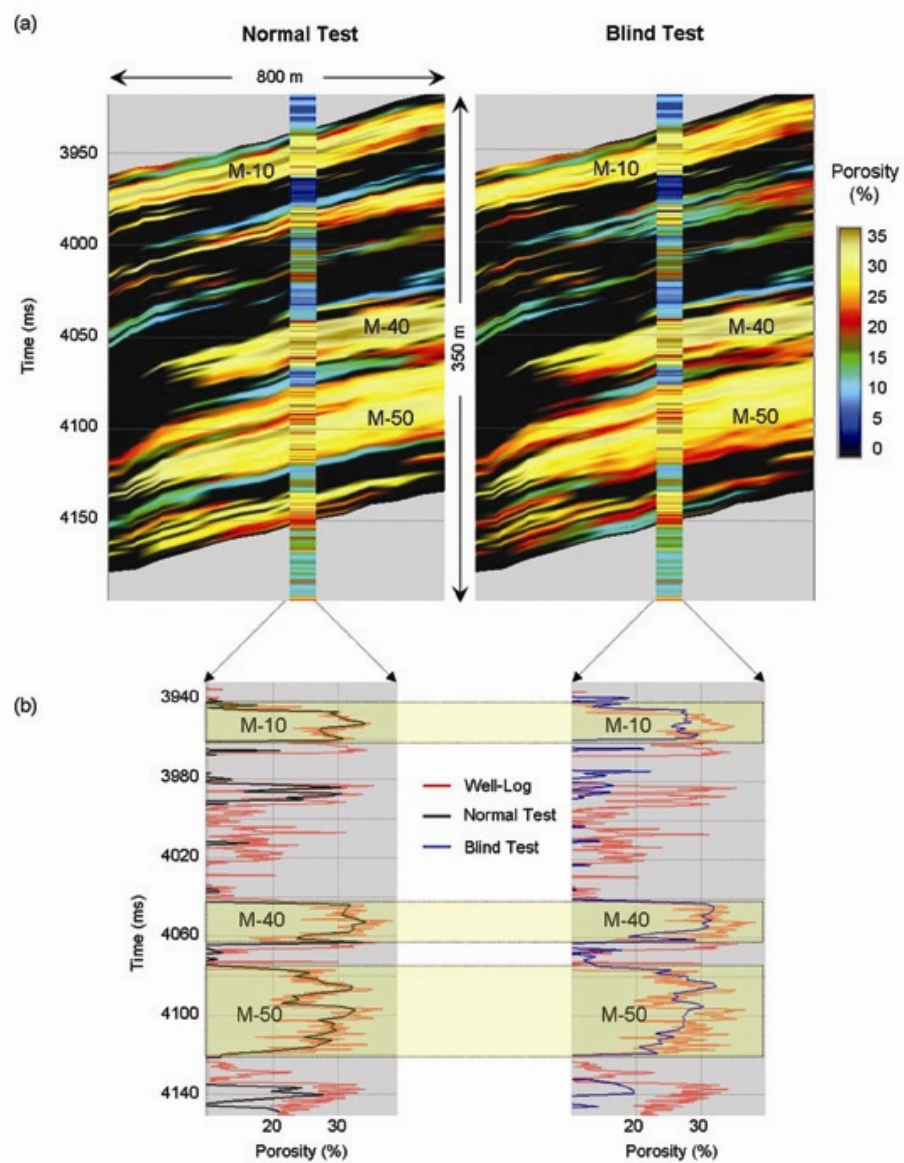 (a)
Normal Test
Blind Test
800 m
M-10
M-40
M-50
350 m
M-10
M-40
M-50
Time (ms)
3950
4000
4050
4100
4150
Porosity
(%)
35
30
25
20
15
10
5
0
(b)
Time (ms)
3940
3980
4020
4060
4100
4140
M-10
M-40
M-50
Well-Log
Normal Test
Blind Test
M-10
M-40
M-50
20 30
Porosity (%)
20 30
Porosity (%)